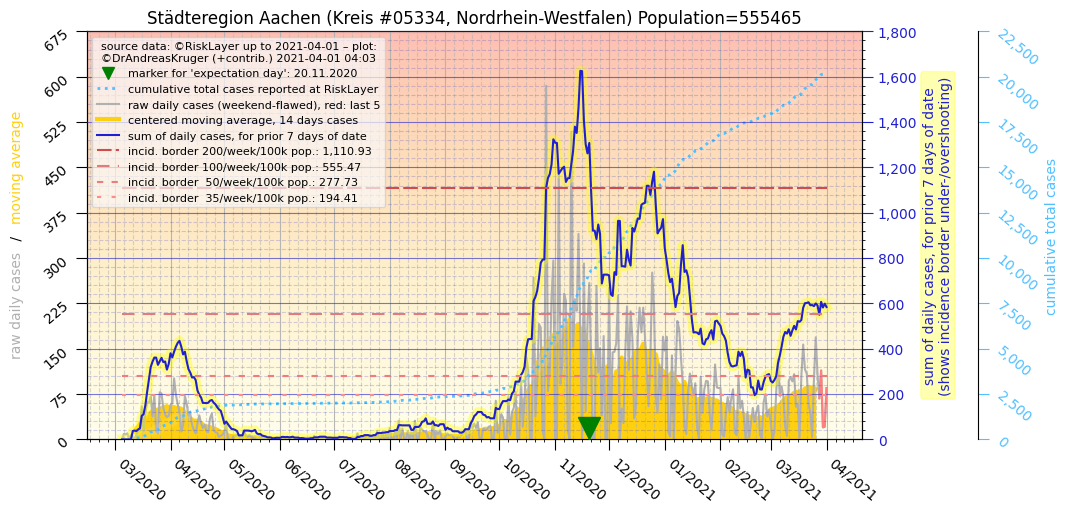 Städteregion Aachen (Kreis #05334, Nordrhein-Westfalen) Population=555465
source data: ©RiskLayer up to 2021-04-01 – plot:
©DrAndreasKruger (+contrib.) 2021-04-01 04:03
marker for 'expectation day': 20.11.2020
cumulative total cases reported at RiskLayer
raw daily cases (weekend-flawed), red: last 5
centered moving average, 14 days cases
sum of daily cases, for prior 7 days of date
incid. border 200/week/100k pop.: 1,110.93
incid. border 100/week/100k pop.: 555.47
incid. border  50/week/100k pop.: 277.73
incid. border  35/week/100k pop.: 194.41
raw daily cases  /  moving average
675
600
525
450
375
300
225
150
75
0
03/2020
04/2020
05/2020
06/2020
07/2020
08/2020
09/2020
10/2020
11/2020
12/2020
01/2021
02/2021
03/2021
04/2021
1,800
1,600
1,400
1,200
1,000
800
600
400
200
0
sum of daily cases, for prior 7 days of date
(shows incidence border under-/overshooting)
22,500
20,000
17,500
15,000
12,500
10,000
7,500
5,000
2,500
0
cumulative total cases